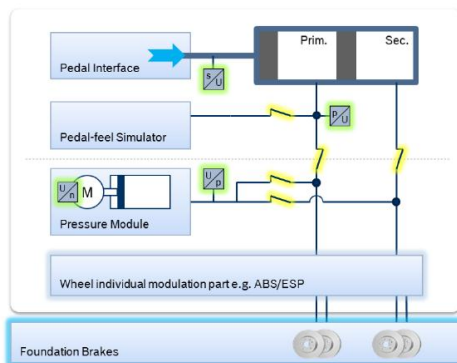 Prim.
Sec.
Pedal Interface
s/U
Pedal-feel Simulator
p/U
U/n
M
U/p
Pressure Module
Wheel individual modulation part e.g. ABS/ESP
Foundation Brakes